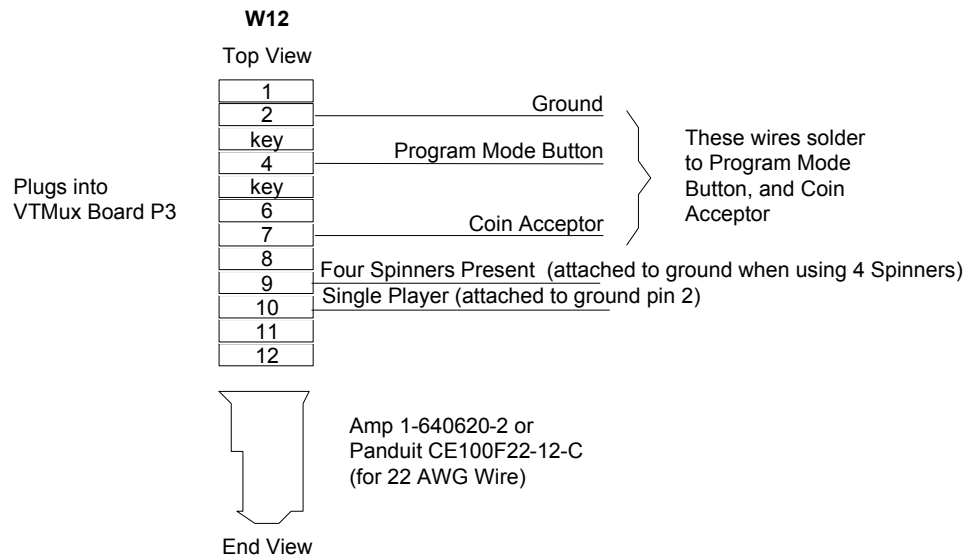 W12
Top View
1
2
key
4
key
6
7
8
9
10
11
12
Ground
Program Mode Button
Coin Acceptor
Four Spinners Present (attached to ground when using 4 Spinners)
Single Player (attached to ground pin 2)
These wires solder
to Program Mode
Button, and Coin
Acceptor
Plugs into
VTMux Board P3
Amp 1-640620-2 or
Panduit CE100F22-12-C
(for 22 AWG Wire)
End View